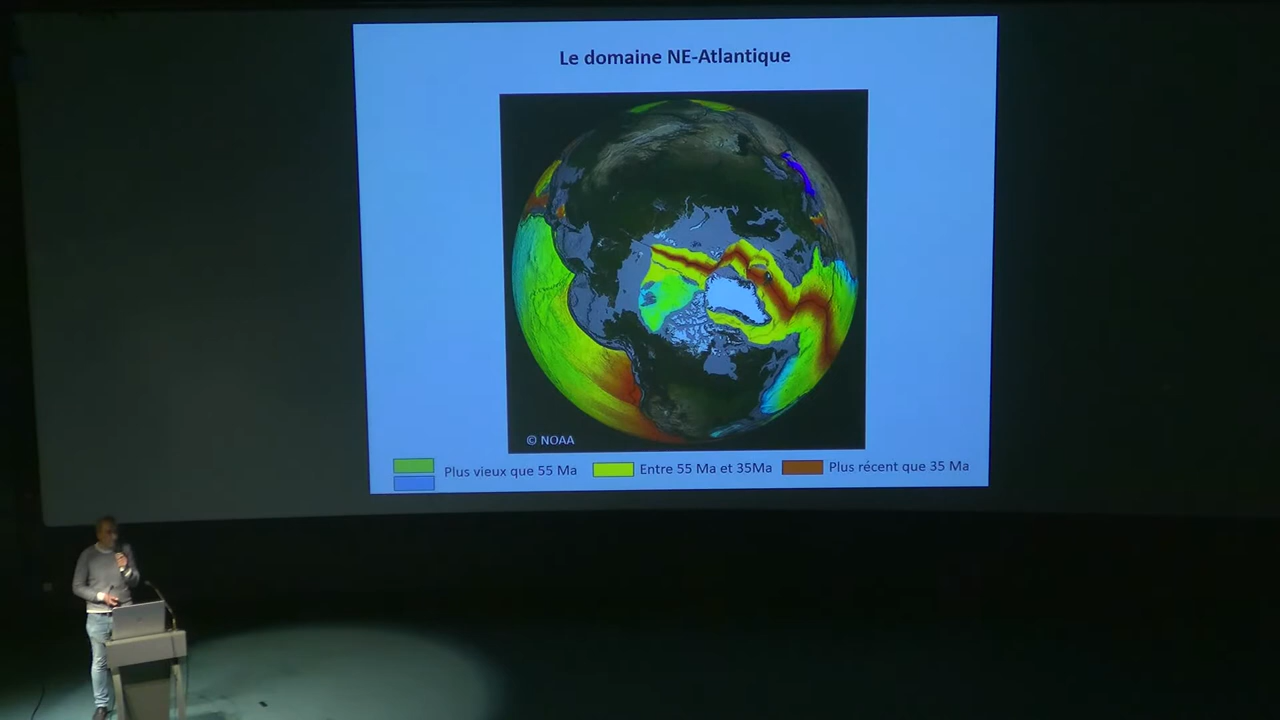 Le domaine NE-Atlantique
© NOAA
Plus vieux que 55 Ma
Entre 55 Ma et 35Ma
Plus récent que 35 Ma